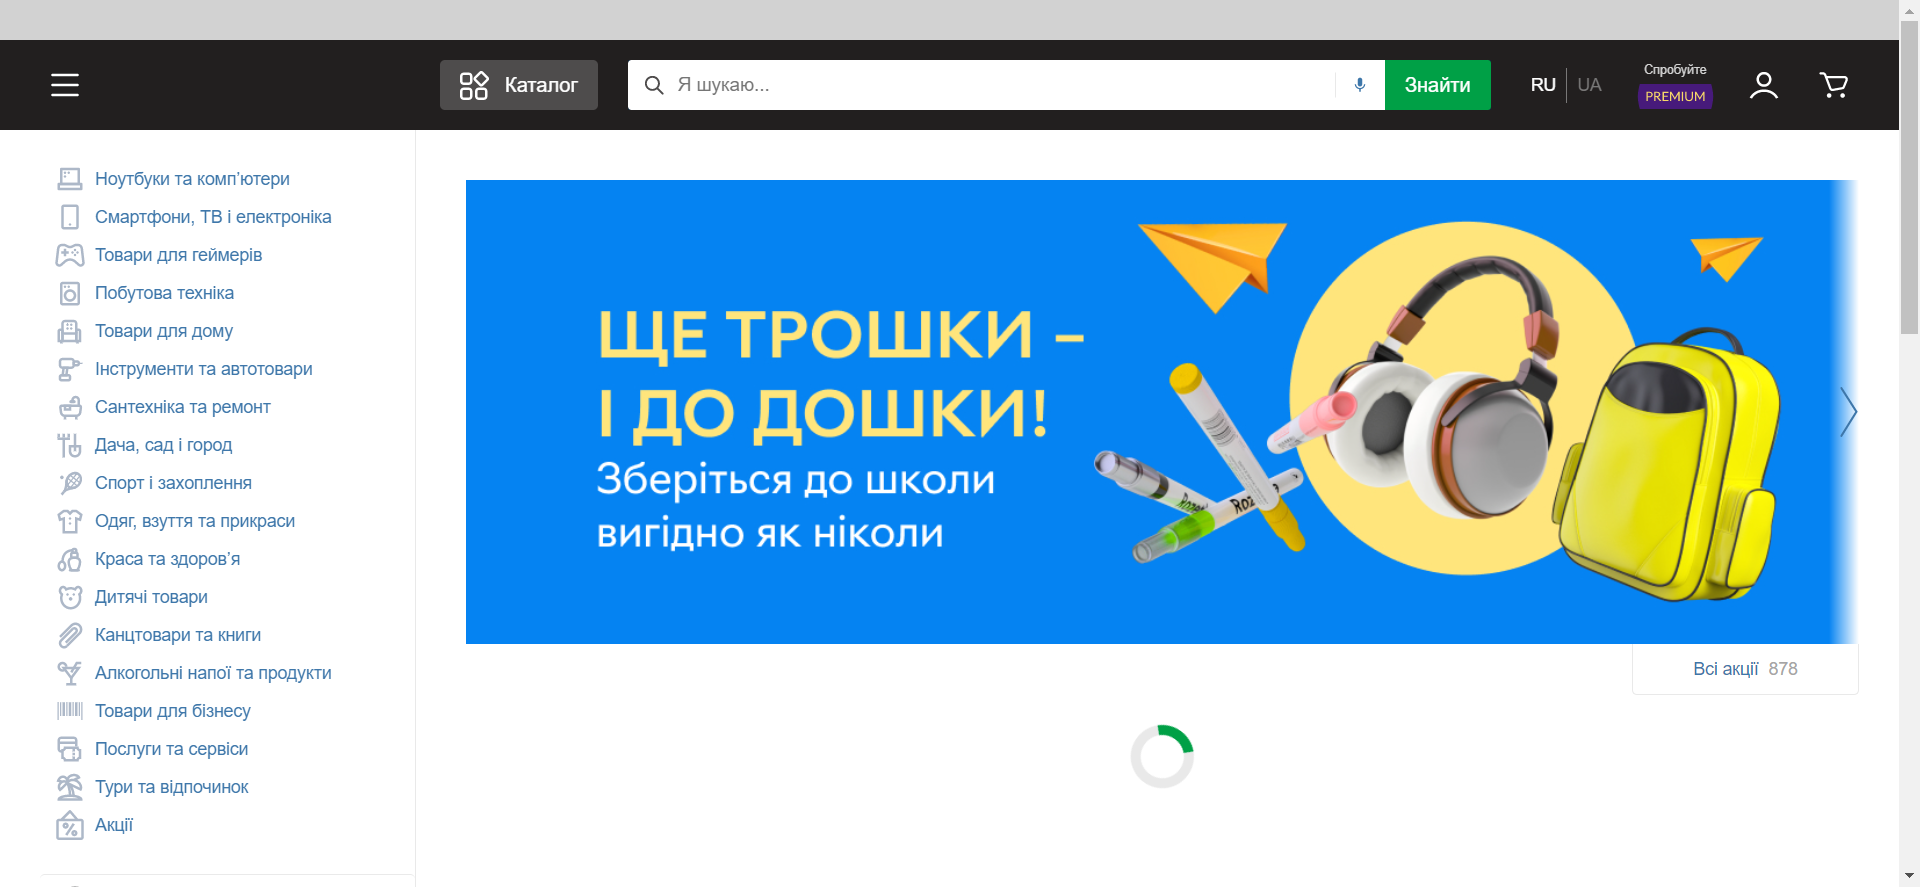 Каталог
Я шукаю...
Знайти
RU UA
Спробуйте
PREMIUM
Ноутбуки та комп'ютери
Смартфони, ТВ і електроніка
Товари для геймерів
Побутова техніка
Товари для дому
Інструменти та автотовари
Сантехніка та ремонт
Дача, сад і город
Спорт і захоплення
Одяг, взуття та прикраси
Краса та здоров'я
Дитячі товари
Канцтовари та книги
Алкогольні напої та продукти
Товари для бізнесу
Послуги та сервіси
Тури та відпочинок
Акції
ЩЕ ТРОШКИ –
І ДО ДОШКИ!
Зберіться до школи
вигідно як ніколи
Всі акції 878